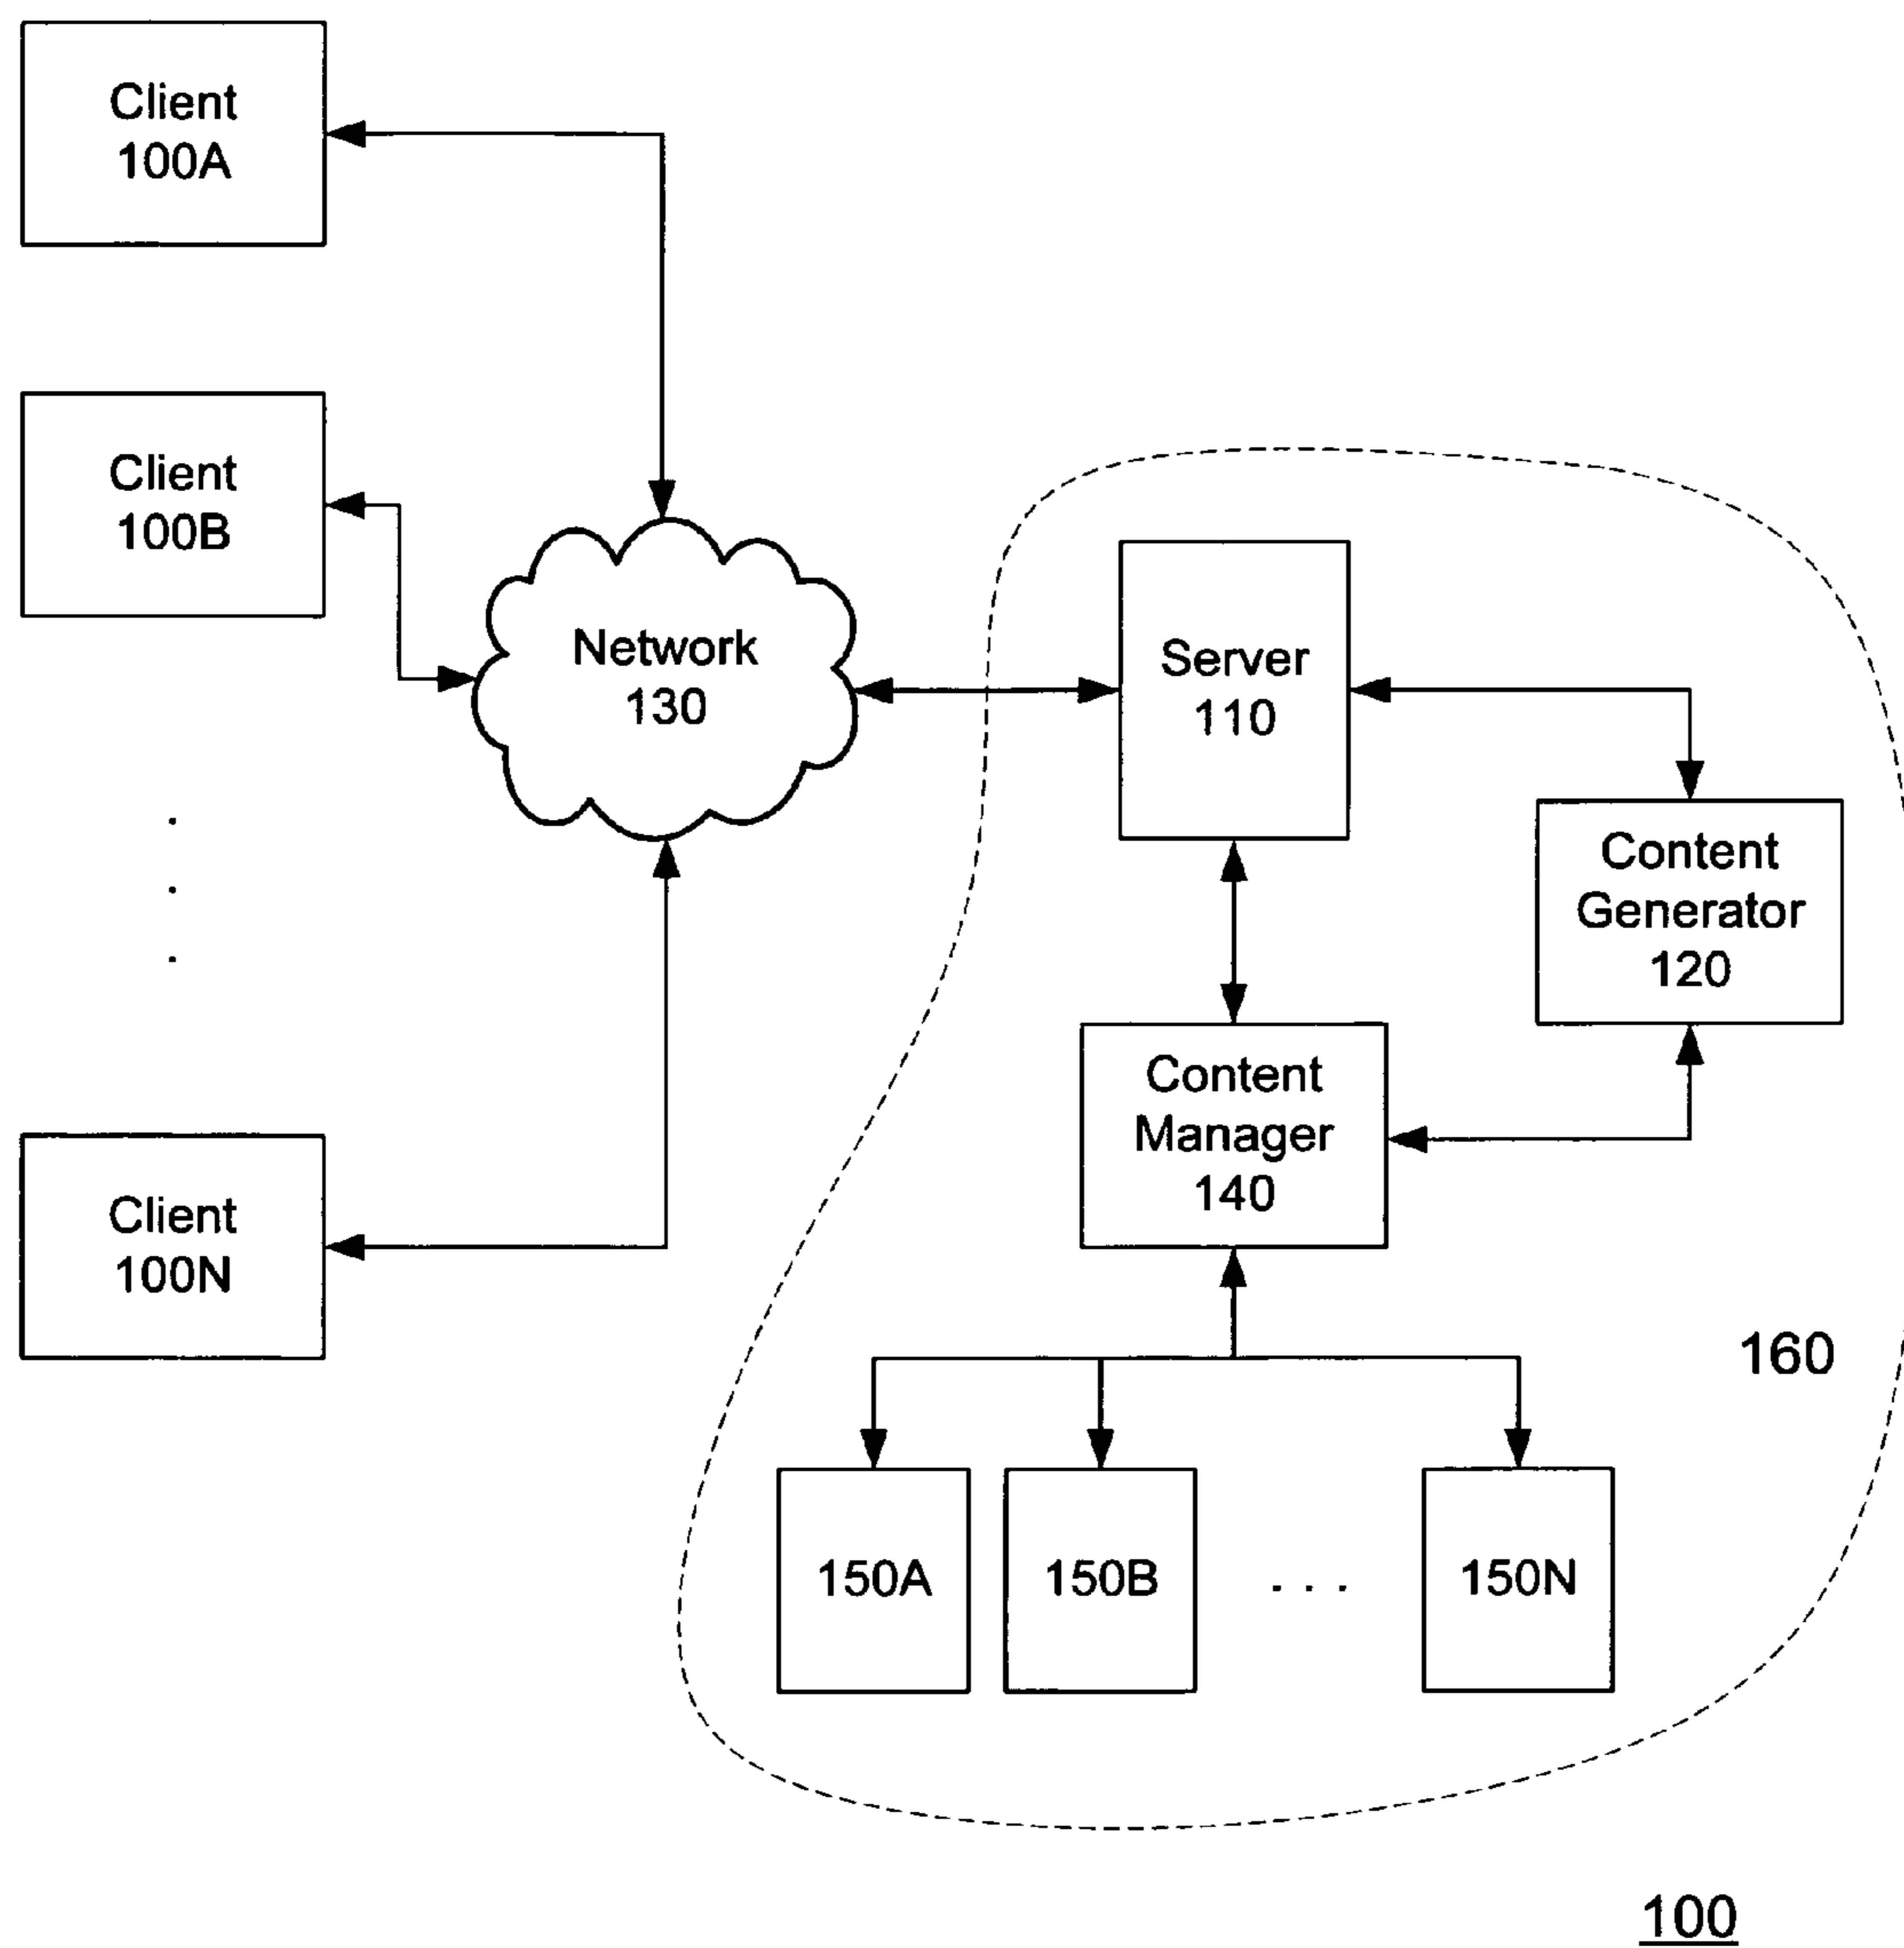 Client
100A
Client
100B
Network
130
Server
110
Content
Generator
120
.
.
.
Content
Manager
140
Client
100N
160
150A
150B
. . .
150N
100